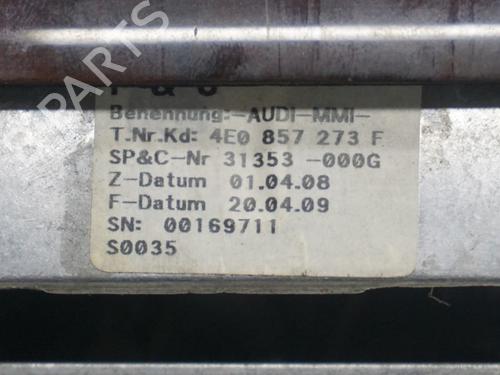 PARTS
Benennung:-AUDI-MMI-
T.Nr.Kd: 4E0 857 273 F
SP&C-Nr 31353 -000G
Z-Datum 01.04.08
F-Datum 20.04.09
SN: 00169711
S0035